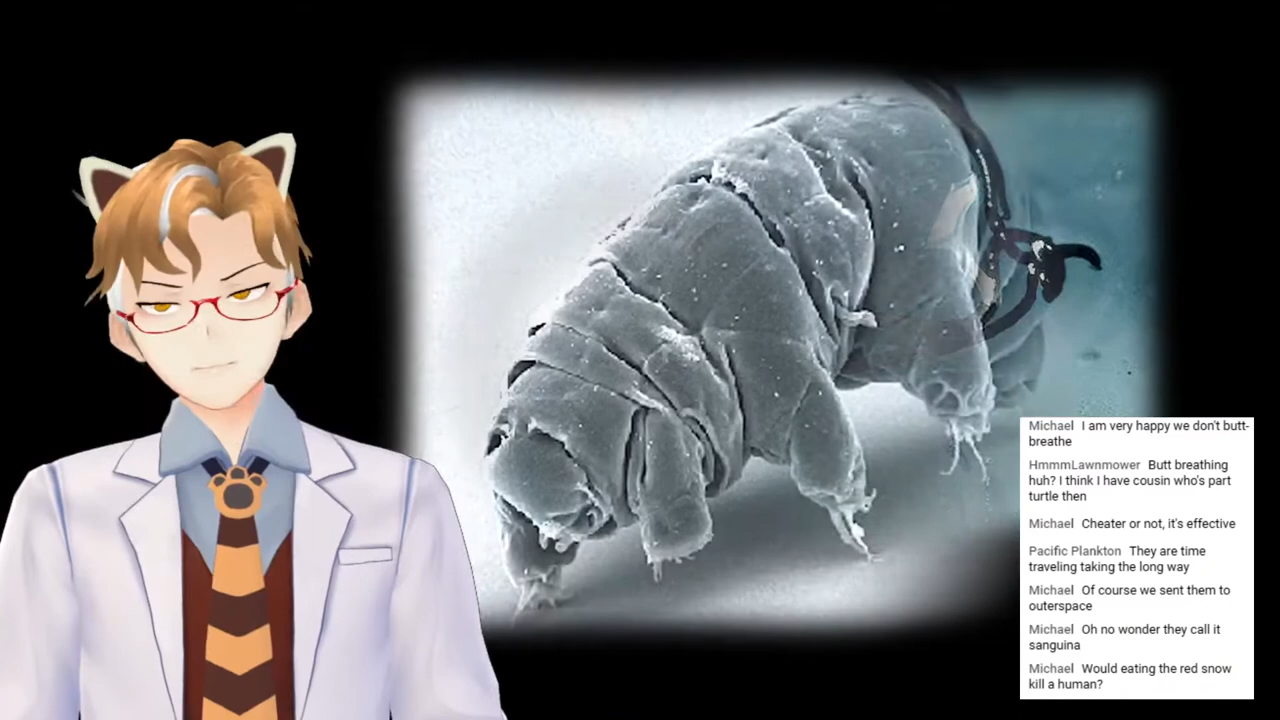 Michael I am very happy we don't butt-
breathe
HmmmLawnmower Butt breathing
huh? I think I have cousin who's part
turtle then
Michael Cheater or not, it's effective
Pacific Plankton They are time
traveling taking the long way
Michael Of course we sent them to
outerspace
Michael Oh no wonder they call it
sanguina
Michael Would eating the red snow
kill a human?